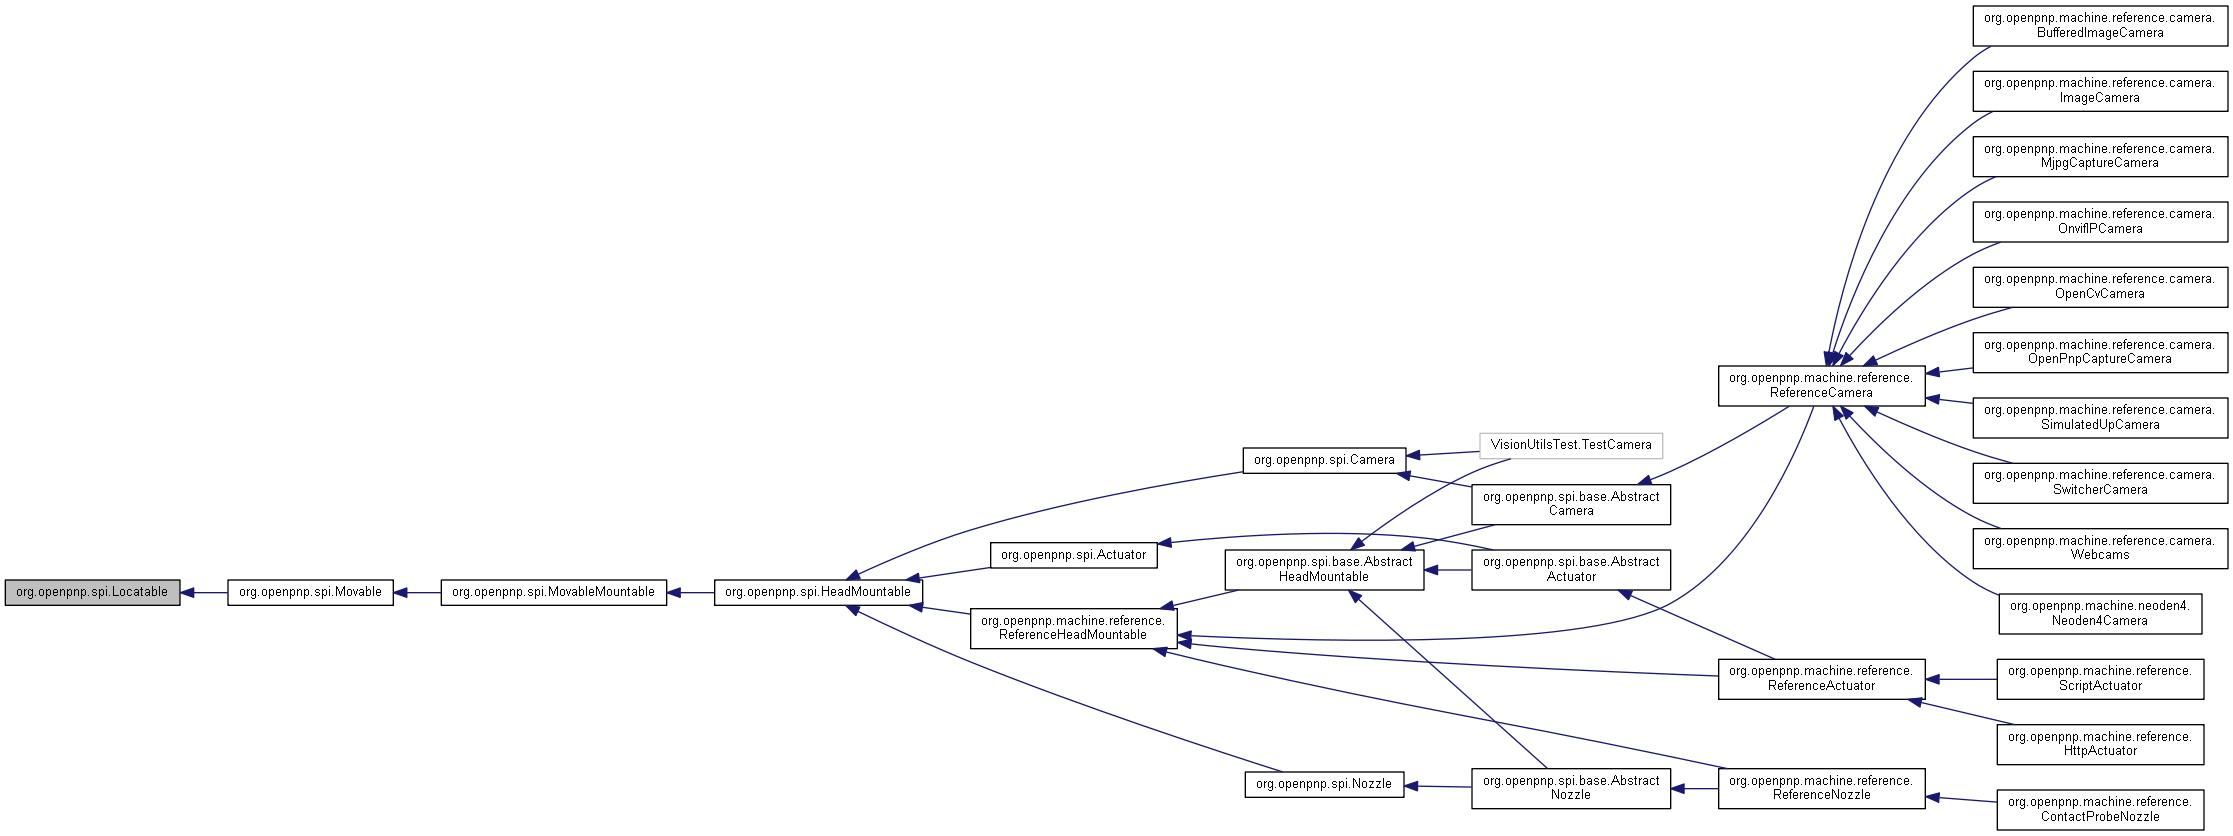 org.openpnp.spi.Locatable
org.openpnp.spi.Movable
org.openpnp.spi.MovableMountable
org.openpnp.spi.HeadMountable
org.openpnp.spi.Camera
org.openpnp.spi.Actuator
org.openpnp.machine.reference.
ReferenceHeadMountable
org.openpnp.spi.Nozzle
org.openpnp.spi.base.Abstract
HeadMountable
VisionUtilsTest.TestCamera
org.openpnp.spi.base.Abstract
Camera
org.openpnp.spi.base.Abstract
Actuator
org.openpnp.spi.base.Abstract
Nozzle
org.openpnp.machine.reference.
ReferenceCamera
org.openpnp.machine.reference.
ReferenceActuator
org.openpnp.machine.reference.
ReferenceNozzle
org.openpnp.machine.reference.camera.
BufferedImageCamera
org.openpnp.machine.reference.camera.
ImageCamera
org.openpnp.machine.reference.camera.
MjpgCaptureCamera
org.openpnp.machine.reference.camera.
OnvifIPCamera
org.openpnp.machine.reference.camera.
OpenCvCamera
org.openpnp.machine.reference.camera.
OpenPnpCaptureCamera
org.openpnp.machine.reference.camera.
SimulatedUpCamera
org.openpnp.machine.reference.camera.
SwitcherCamera
org.openpnp.machine.reference.camera.
Webcams
org.openpnp.machine.neoden4.
Neoden4Camera
org.openpnp.machine.reference.
ScriptActuator
org.openpnp.machine.reference.
HttpActuator
org.openpnp.machine.reference.
ContactProbeNozzle